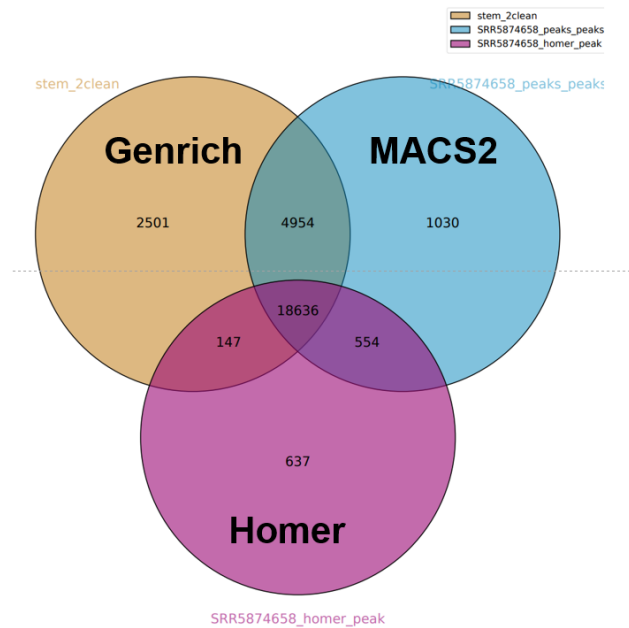 stem_2clean
SRR5874658_peaks_peaks
SRR5874658_homer_peak
stem_2clean
SRR5874658_peaks_peaks
Genrich
MACS2
2501
4954
1030
18636
147
554
637
Homer
SRR5874658_homer_peak